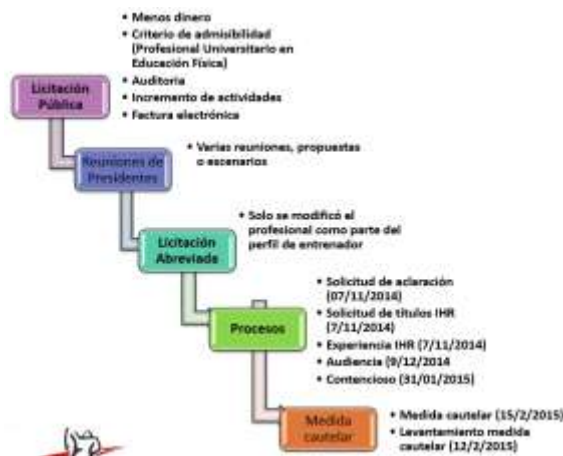 • Menos dinero
• Criterio de admisibilidad
(Profesional Universitario en
Educación Física)
• Auditoria
• Incremento de actividades
• Factura electrónica
Licitación
Pública
Reuniones de
Presidentes
• Varias reuniones, propuestas
o escenarios
Licitación
Abreviada
• Solo se modificó el
profesional como parte del
perfil de entrenador
Procesos
• Solicitud de aclaración
(07/11/2014)
• Solicitud de títulos IHR
(7/11/2014)
• Experiencia IHR (7/11/2014)
• Audiencia (9/12/2014
• Contencioso (31/01/2015)
Medida
cautelar
• Medida cautelar (15/2/2015)
• Levantamiento medida
cautelar (12/2/2015)